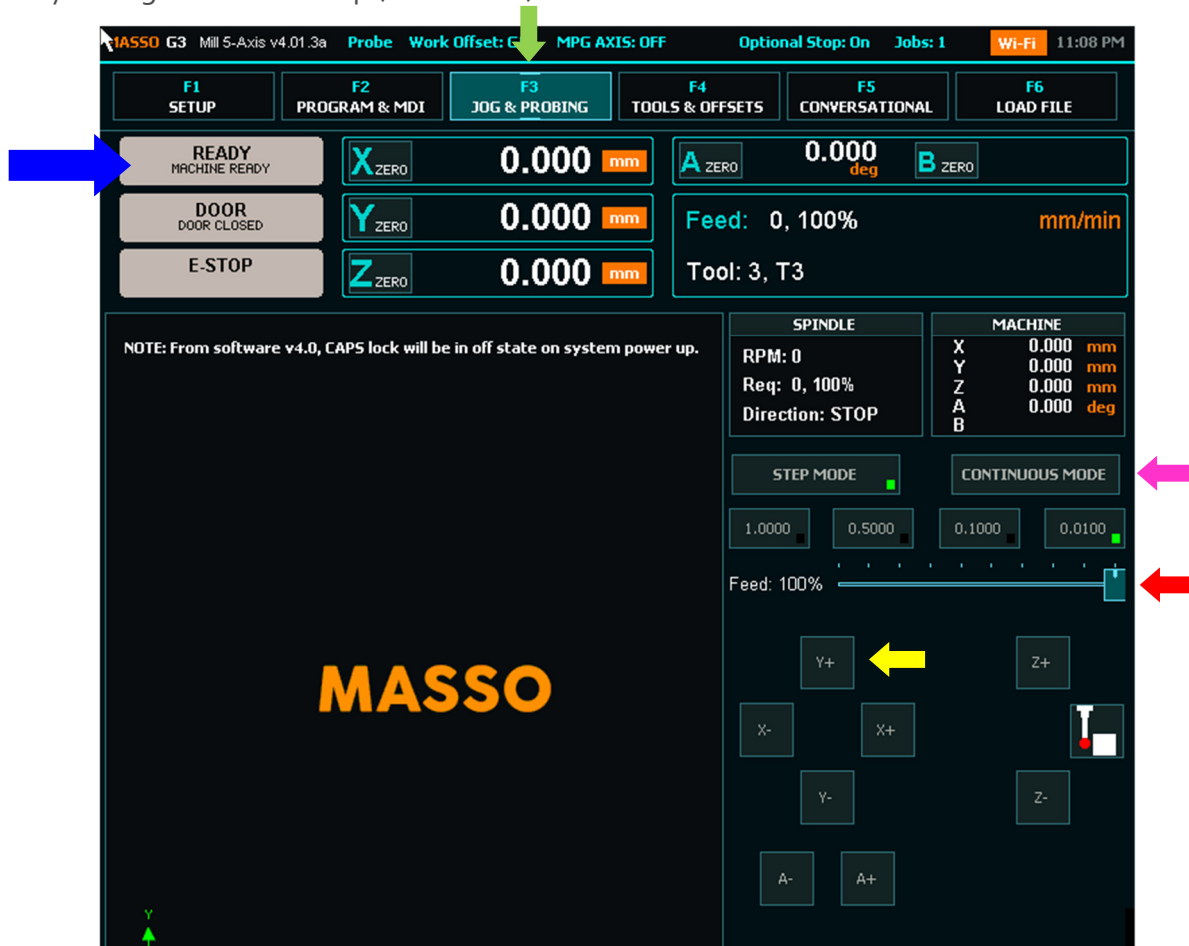 MASSO G3 Mill 5-Axis v4.01.3a Probe Work Offset: G MPG AXIS: OFF Optional Stop: On Jobs: 1 Wi-Fi 11:08 PM
F1 F2 F3 F4 F5 F6
SETUP PROGRAM & MDI JOG & PROBING TOOLS & OFFSETS CONVERSATIONAL LOAD FILE
READY
MACHINE READY
X ZERO 0.000 mm
A ZERO 0.000 deg B ZERO
DOOR
DOOR CLOSED
Y ZERO 0.000 mm
Feed: 0, 100% mm/min
E-STOP
Z ZERO 0.000 mm
Tool: 3, T3
NOTE: From software v4.0, CAPS lock will be in off state on system power up.
SPINDLE
RPM: 0
Req: 0, 100%
Direction: STOP
MACHINE
X 0.000 mm
Y 0.000 mm
Z 0.000 mm
A 0.000 deg
B
STEP MODE CONTINUOUS MODE
1.0000 0.5000 0.1000 0.0100
Feed: 100%
Y+ Z+
X- X+
Y- Z-
A- A+
MASSO
Y